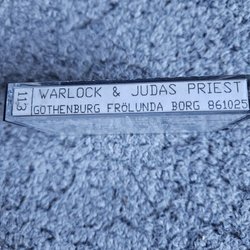 113
WARLOCK & JUDAS PRIEST
GOTHENBURG FRÖLUNDA BORG 861025